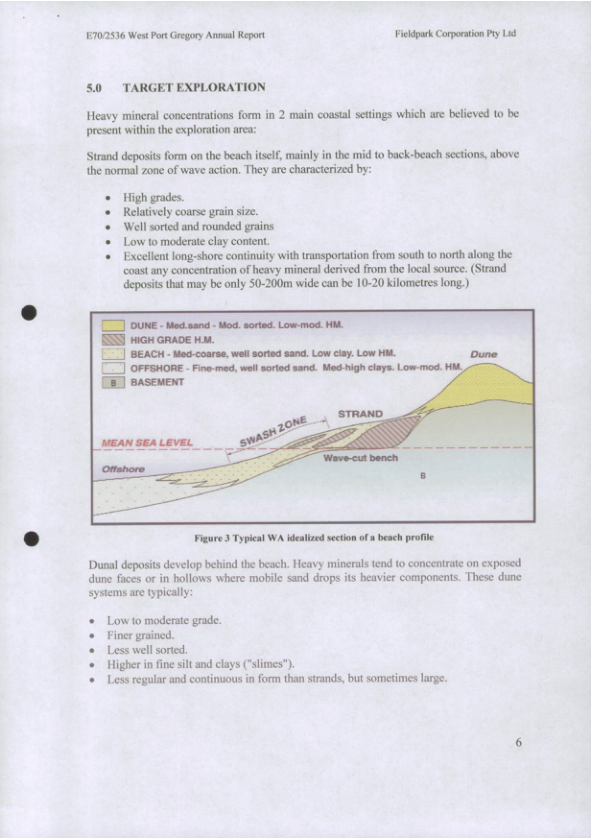 E70/2536 West Port Gregory Annual Report Fieldpark Corporation Pty Ltd
5.0 TARGET EXPLORATION
Heavy mineral concentrations form in 2 main coastal settings which are believed to be
present within the exploration area:
Strand deposits form on the beach itself, mainly in the mid to back-beach sections, above
the normal zone of wave action. They are characterized by:
• High grades.
• Relatively coarse grain size.
• Well sorted and rounded grains
• Low to moderate clay content.
• Excellent long-shore continuity with transportation from south to north along the
coast any concentration of heavy mineral derived from the local source. (Strand
deposits that may be only 50-200m wide can be 10-20 kilometres long.)
DUNE - Med.sand - Mod. sorted. Low-mod. HM.
HIGH GRADE H.M.
BEACH - Med-coarse, well sorted sand. Low clay. Low HM.
OFFSHORE - Fine-med, well sorted sand. Med-high clays. Low-mod. HM.
B BASEMENT
Dune
STRAND
SWASH ZONE
MEAN SEA LEVEL
Wave-cut bench
Offshore
B
Figure 3 Typical WA idealized section of a beach profile
Dunal deposits develop behind the beach. Heavy minerals tend to concentrate on exposed
dune faces or in hollows where mobile sand drops its heavier components. These dune
systems are typically:
• Low to moderate grade.
• Finer grained.
• Less well sorted.
• Higher in fine silt and clays ("slimes").
• Less regular and continuous in form than strands, but sometimes large.
6